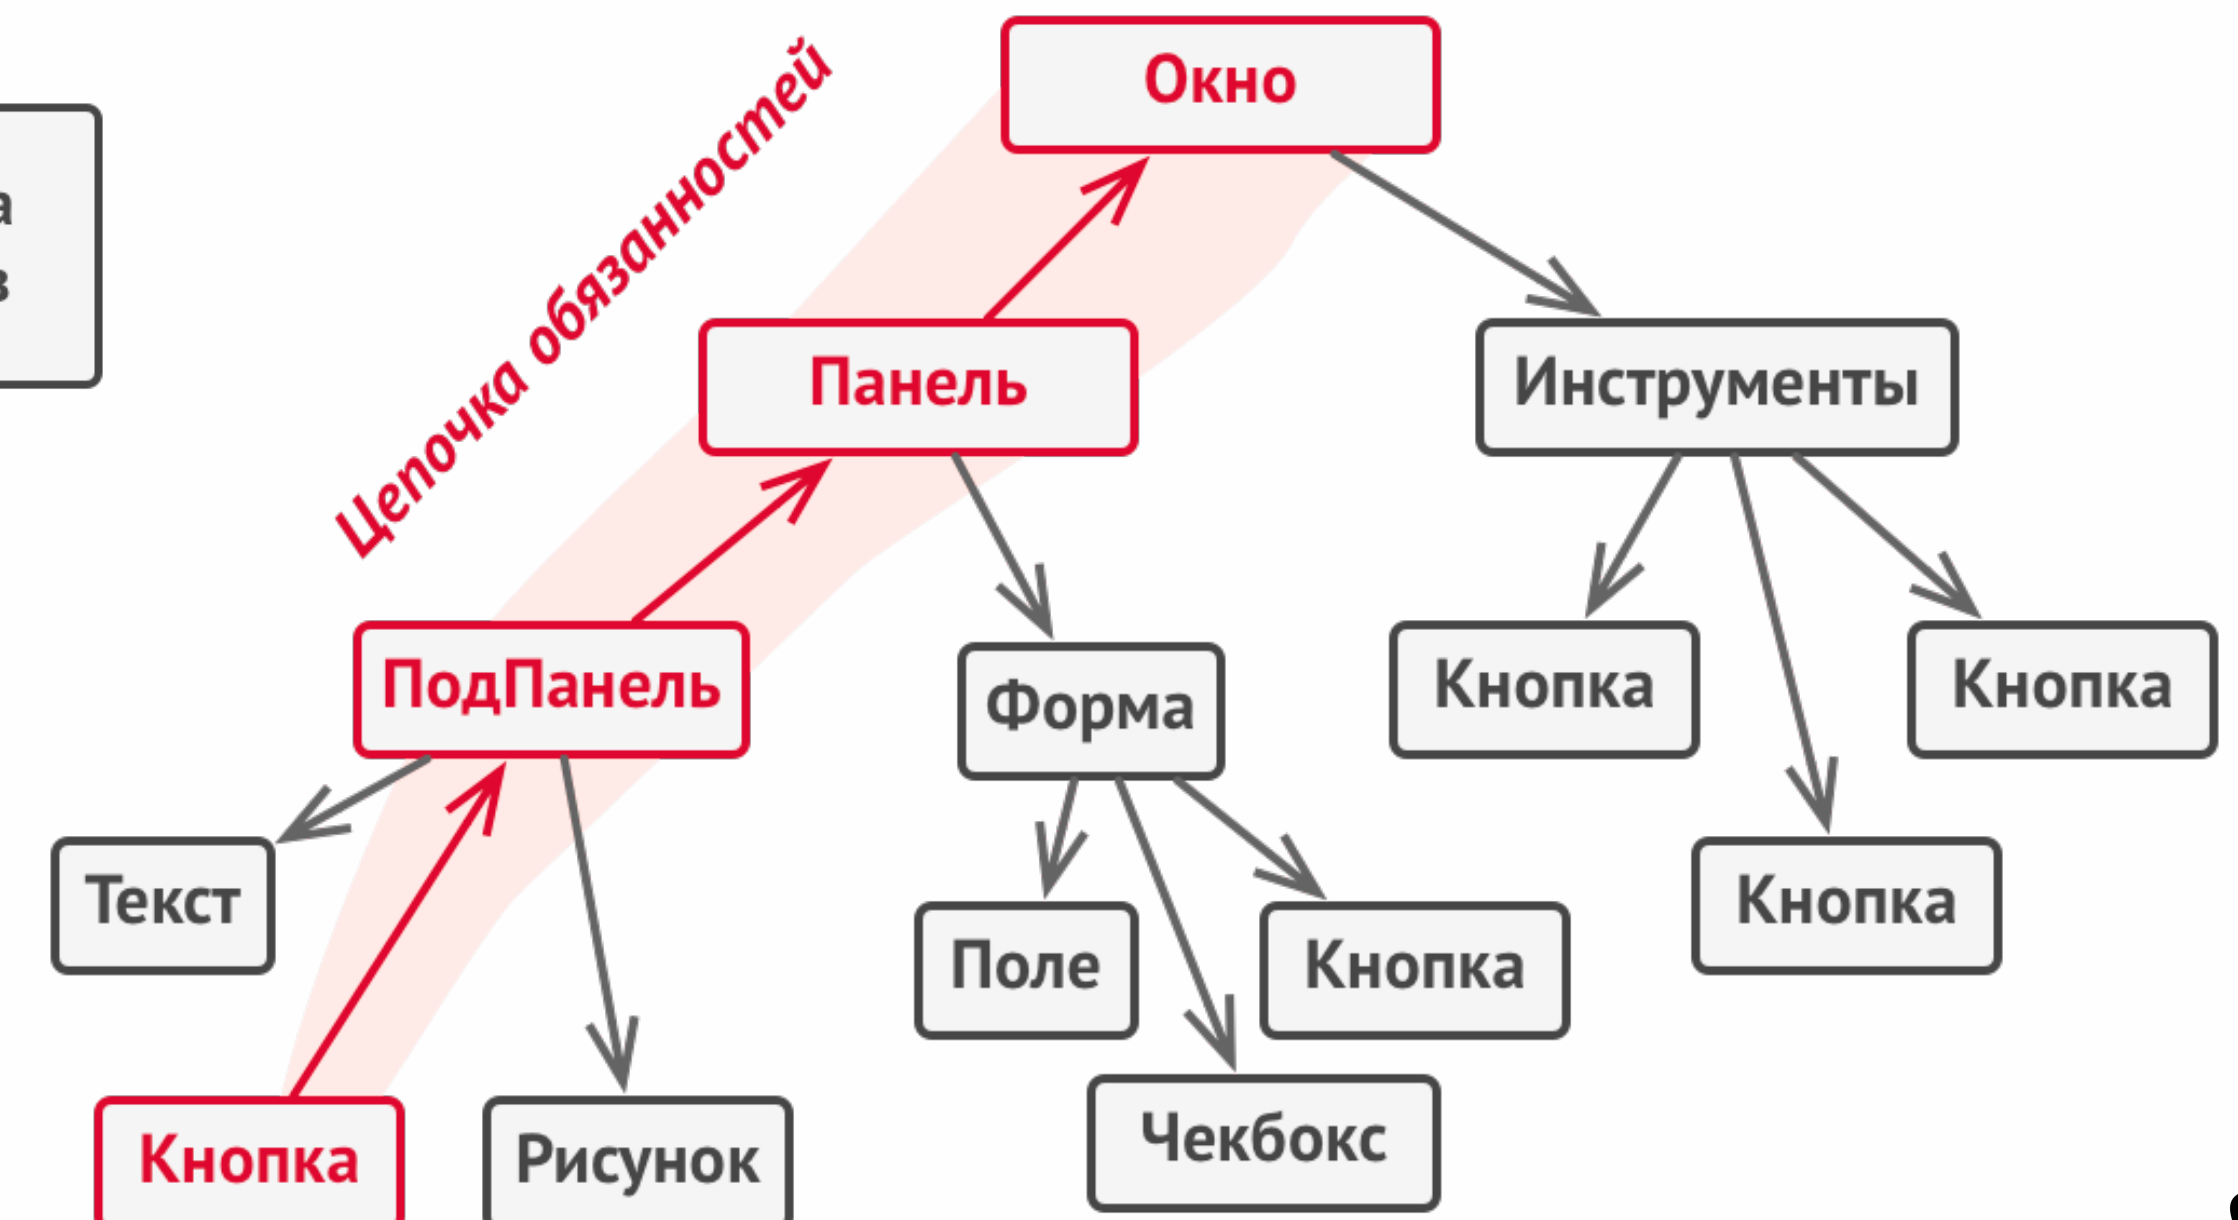 Окно
Цепочка обязанностей
Панель
Инструменты
ПодПанель
Форма
Кнопка
Кнопка
Текст
Кнопка
Поле
Кнопка
Чекбокс
Кнопка
Рисунок